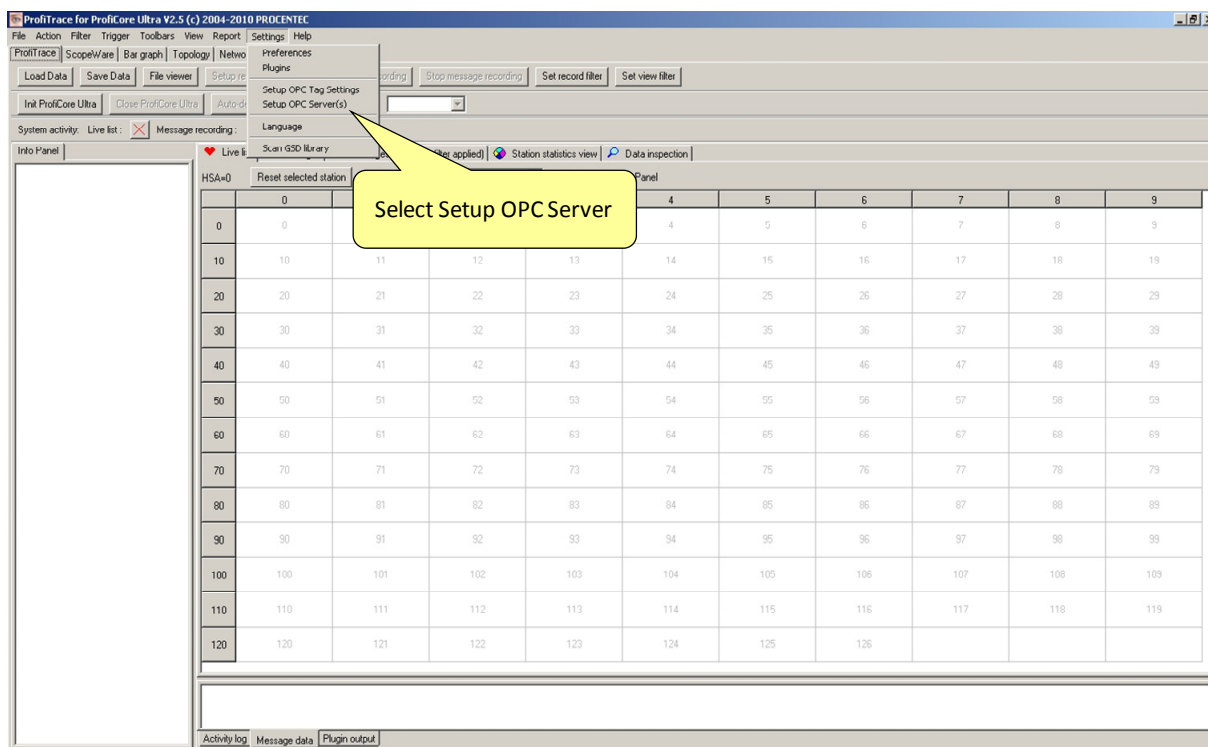 ProfiTrace for ProfiCore Ultra V2.5 (c) 2004-2010 PROCENTEC
File Action Filter Trigger Toolbars View Report Settings Help
ProfiTrace ScopeWare Bar graph Topology Netwo
Preferences
Plugins
Setup OPC Tag Settings
Setup OPC Server(s)
Language
Scan GSD library
Load Data Save Data File viewer Setup re ording Stop message recording Set record filter Set view filter
Init ProfiCore Ultra Close ProfiCore Ultra Auto-de
System activity: Live list : Message recording :
Info Panel
Live li filter applied) Station statistics view Data inspection
HSA=0 Reset selected station Panel
Select Setup OPC Server
0 4 5 6 7 8 9
0 0 4 5 6 7 8 9
10 10 11 12 13 14 15 16 17 18 19
20 20 21 22 23 24 25 26 27 28 29
30 30 31 32 33 34 35 36 37 38 39
40 40 41 42 43 44 45 46 47 48 49
50 50 51 52 53 54 55 56 57 58 59
60 60 61 62 63 64 65 66 67 68 69
70 70 71 72 73 74 75 76 77 78 79
80 80 81 82 83 84 85 86 87 88 89
90 90 91 92 93 94 95 96 97 98 99
100 100 101 102 103 104 105 106 107 108 109
110 110 111 112 113 114 115 116 117 118 119
120 120 121 122 123 124 125 126
Activity log Message data Plugin output